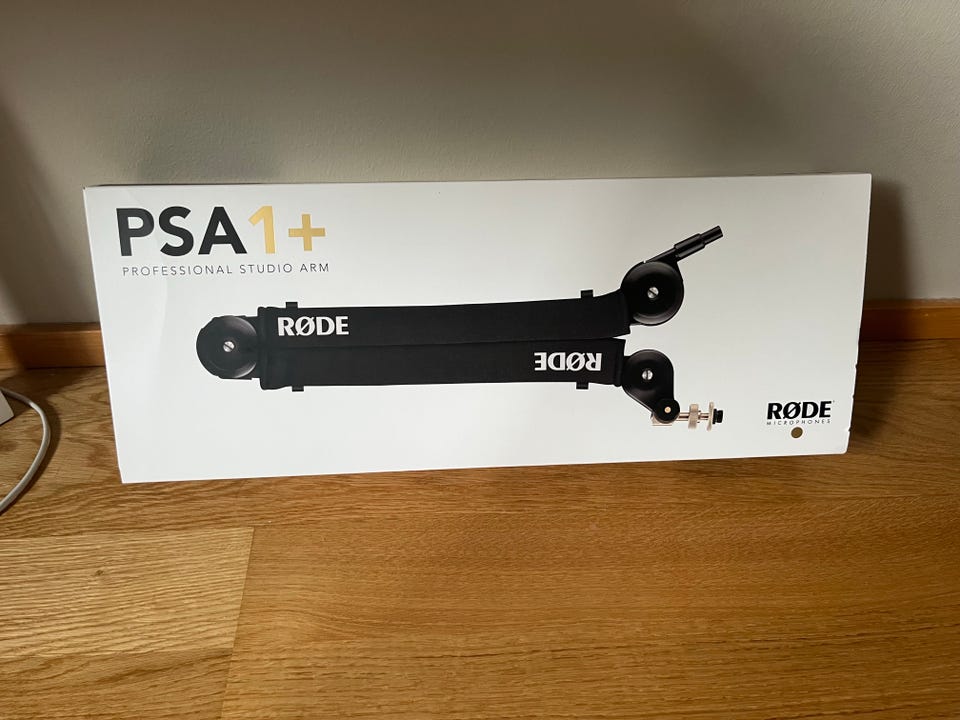 PSA1+
PROFESSIONAL STUDIO ARM
RØDE
RØDE
RØDE
MICROPHONES